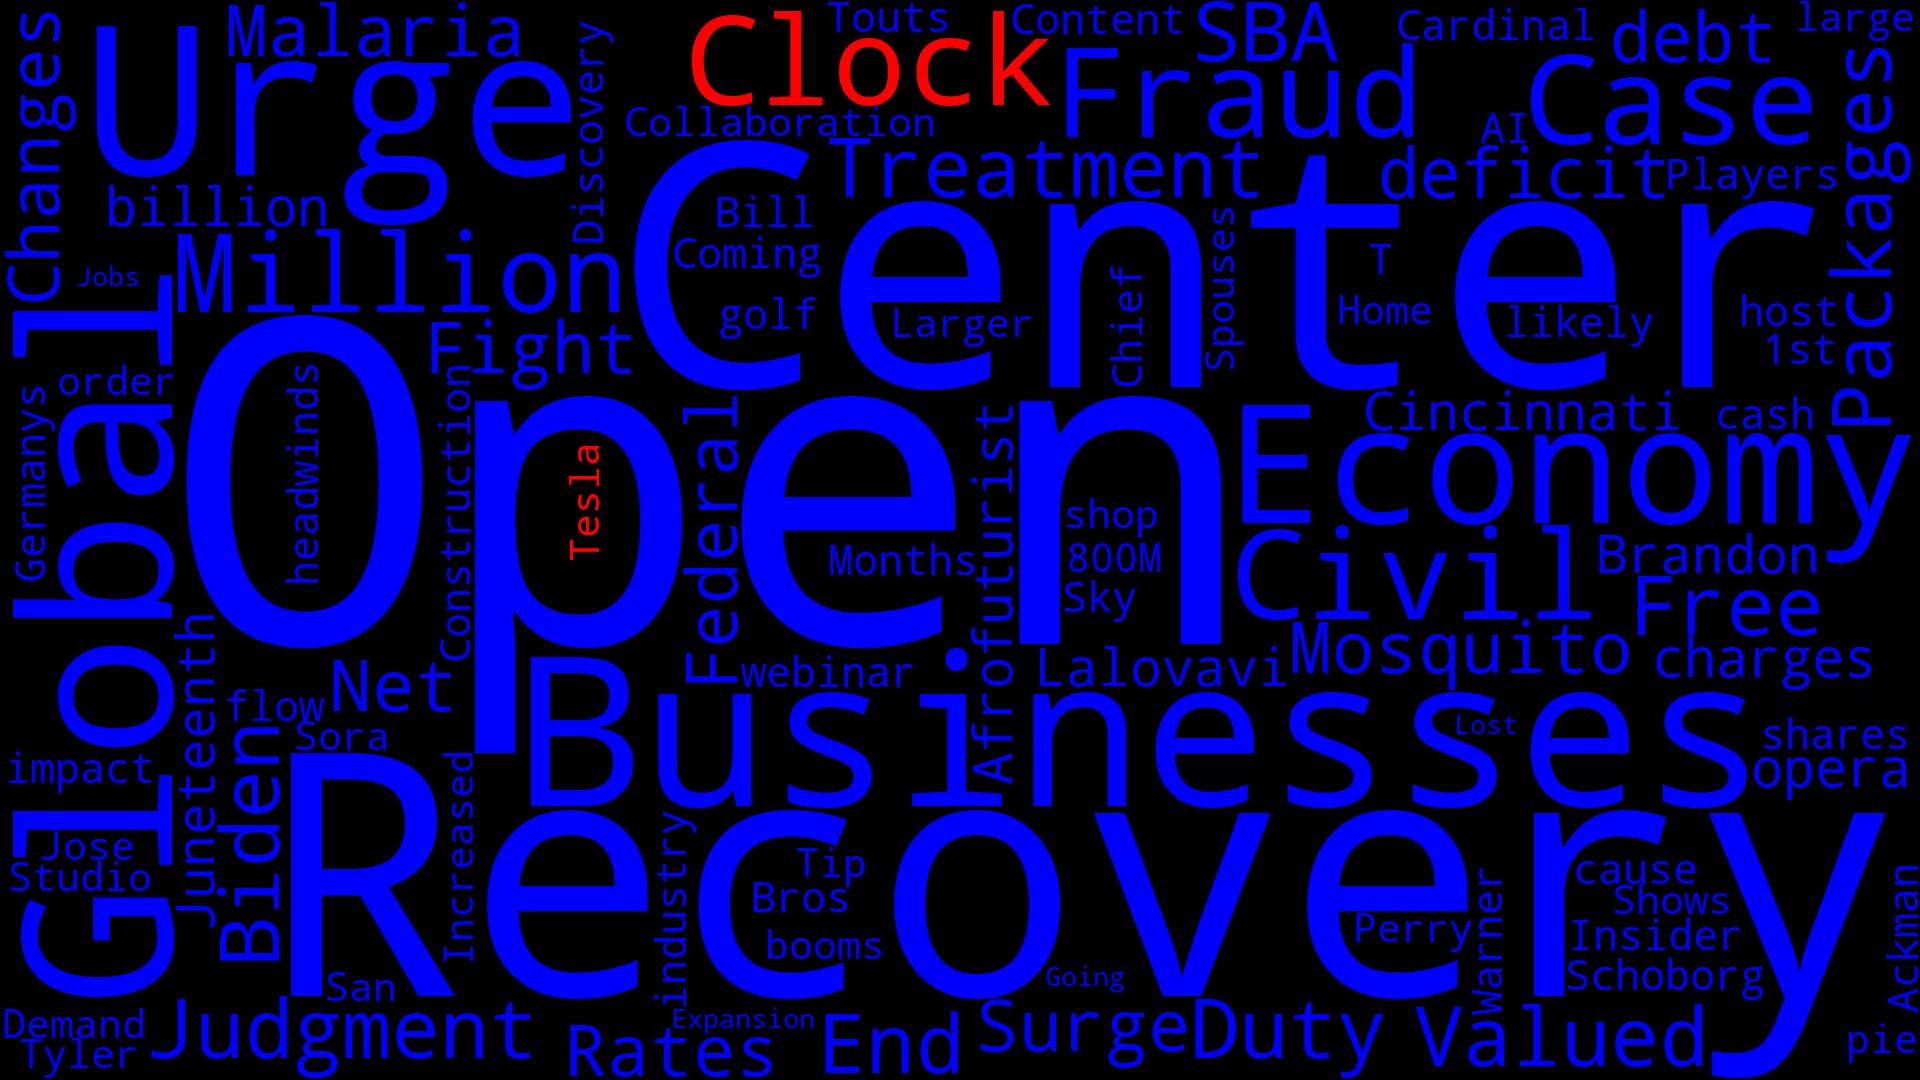 Changes
Urge
Malaria
Discovery
Clock
Touts
Content
SBA
Cardinal
debt
large
Fraud
Case
AI
Packages
Collaboration
Treatment
deficit
Players
billion
Million
Jobs
Center
Bill
Coming
golf
Larger
Chief
Spouses
T
Home
likely
host
1st
Fight
Global
order
Germanys
Open
headwinds
Construction
Tesla
Federal
Months
Afrofuturist
shop
800M
Sky
Economy
Cincinnati
cash
Civil
Brandon
Free
Mosquito
charges
Lalovavi
webinar
Net
flow
Sora
Juneteenth
impact
Biden
Businesses
Lost
shares
opera
Jose
Studio
Recovery
Increased
industry
Tip
Bros
booms
Going
Perry
Warner
cause
Shows
Insider
Schoborg
Ackman
San
Demand
Tyler
Judgment
Rates
Expansion
End
Surge
Duty
Valued
pie